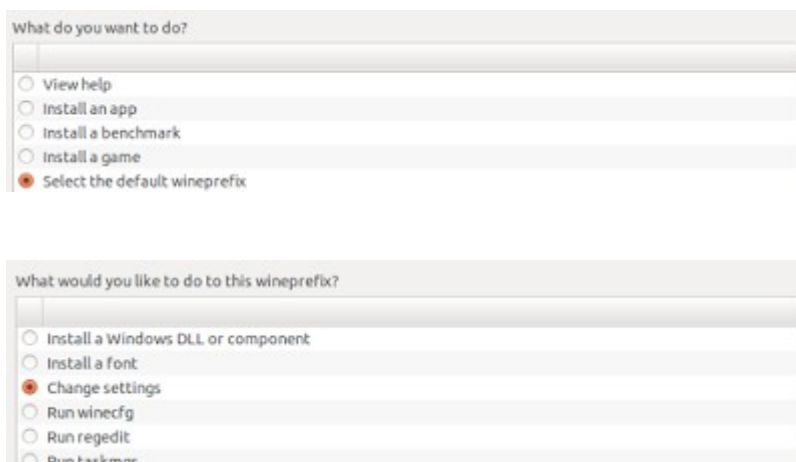 What do you want to do?
View help
Install an app
Install a benchmark
Install a game
Select the default wineprefix
What would you like to do to this wineprefix?
Install a Windows DLL or component
Install a font
Change settings
Run winecfg
Run regedit
Run taskmgr